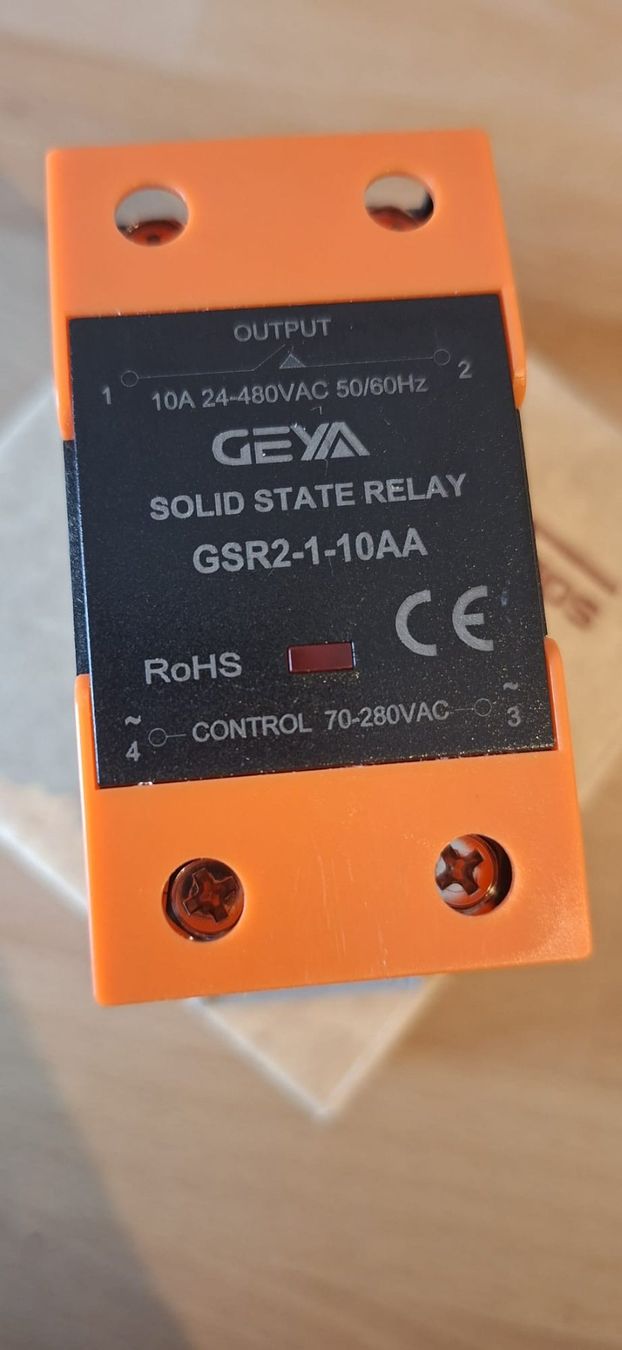 OUTPUT
1 2
10A 24-480VAC 50/60Hz
GEYA
SOLID STATE RELAY
GSR2-1-10AA
CE
RoHS
~ ~
4 CONTROL 70-280VAC 3